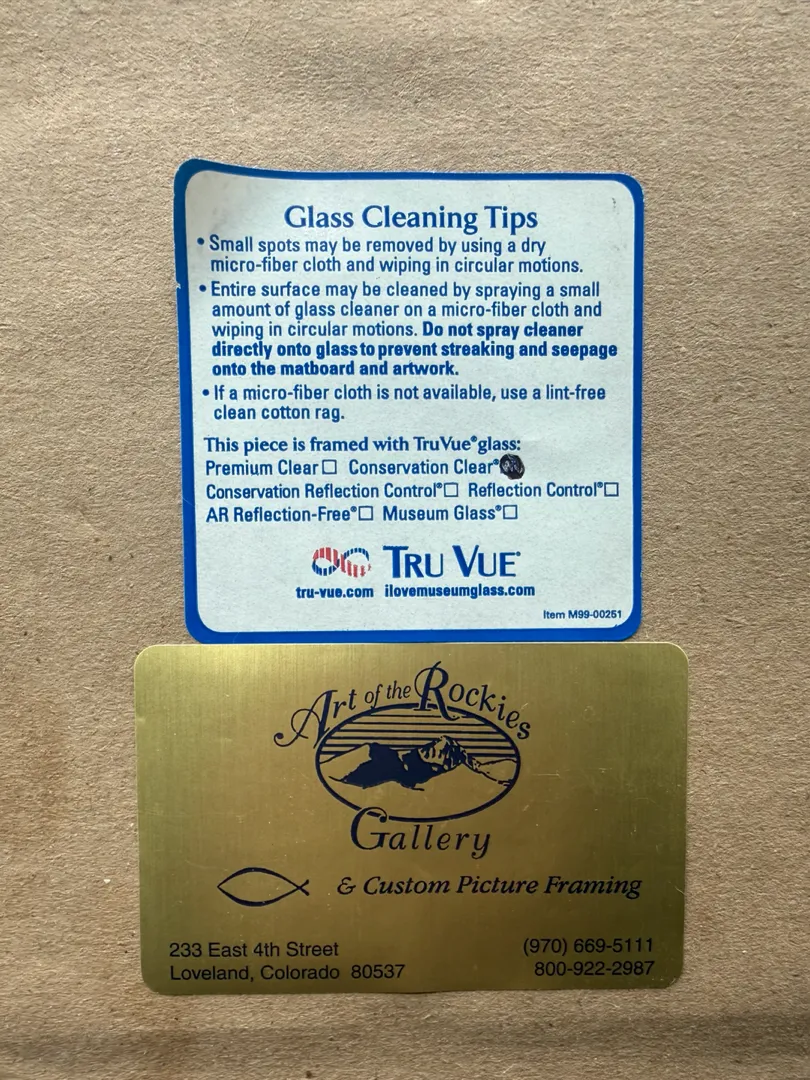 Glass Cleaning Tips
• Small spots may be removed by using a dry
micro-fiber cloth and wiping in circular motions.
• Entire surface may be cleaned by spraying a small
amount of glass cleaner on a micro-fiber cloth and
wiping in circular motions. Do not spray cleaner
directly onto glass to prevent streaking and seepage
onto the matboard and artwork.
• If a micro-fiber cloth is not available, use a lint-free
clean cotton rag.
This piece is framed with TruVue® glass:
Premium Clear☐ Conservation Clear®
Conservation Reflection Control®☐ Reflection Control®☐
AR Reflection-Free®☐ Museum Glass®☐
TRU VUE®
tru-vue.com ilovemuseumglass.com
Item M99-00251
Art of the Rockies
Gallery
& Custom Picture Framing
233 East 4th Street (970) 669-5111
Loveland, Colorado 80537 800-922-2987